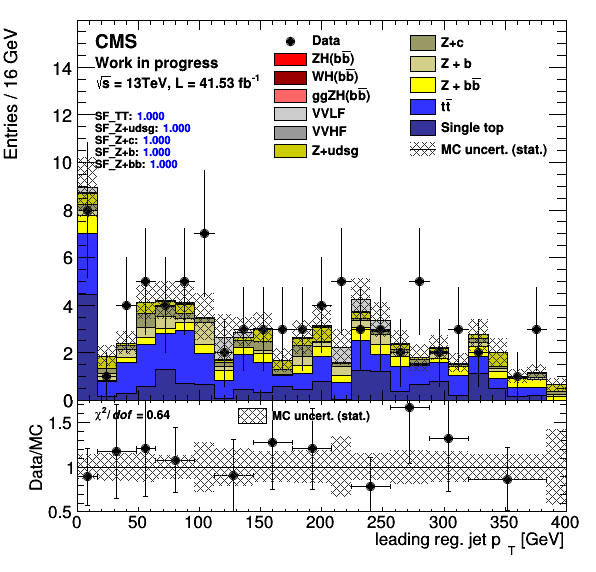 CMS
Work in progress
√s = 13TeV, L = 41.53 fb⁻¹
SF_TT: 1.000
SF_Z+udsg: 1.000
SF_Z+c: 1.000
SF_Z+b: 1.000
SF_Z+bb: 1.000
Data
ZH(bb̅)
WH(bb̅)
ggZH(bb̅)
VVLF
VVHF
Z+udsg
Z+c
Z + b
Z + bb̅
tt̅
Single top
MC uncert. (stat.)
Entries / 16 GeV
14
12
10
8
6
4
2
0
χ²/dof = 0.64
MC uncert. (stat.)
Data/MC
1.5
1
0.5
0 50 100 150 200 250 300 350 400
leading reg. jet p_T [GeV]